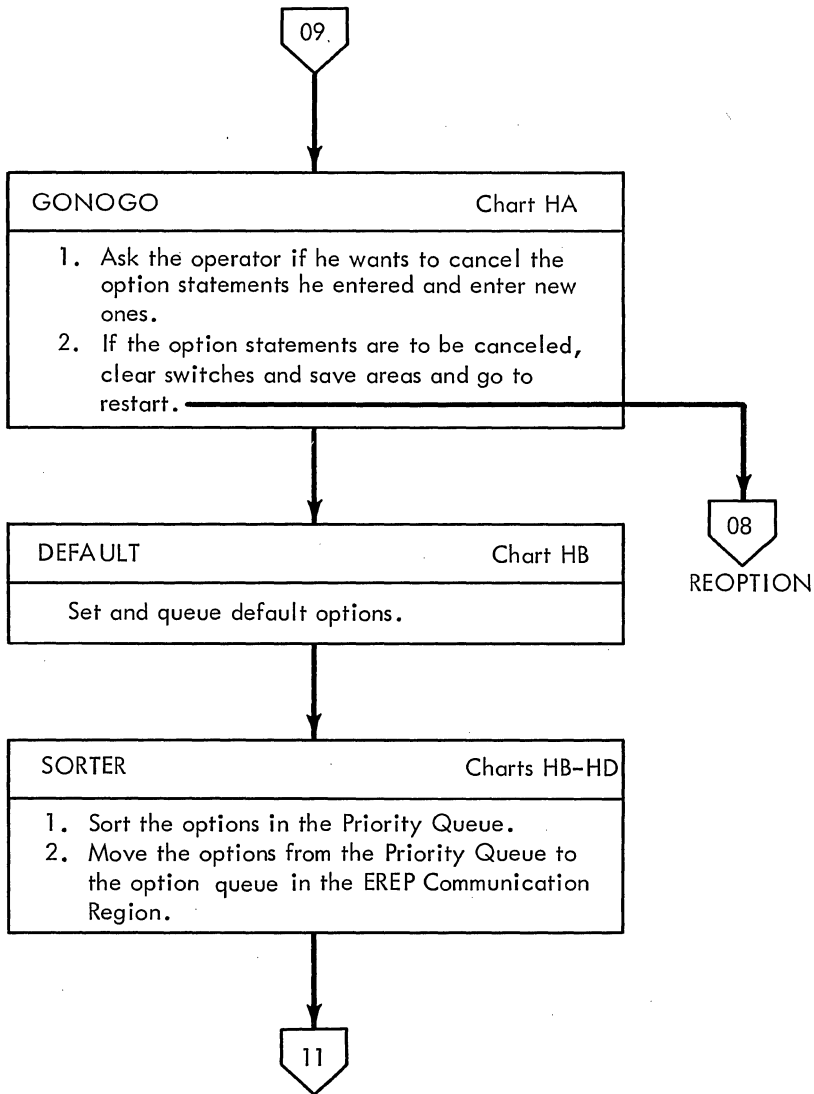 09.
GONOGO Chart HA
1. Ask the operator if he wants to cancel the
option statements he entered and enter new
ones.
2. If the option statements are to be canceled,
clear switches and save areas and go to
restart.
08
REOPTION
DEFAULT Chart HB
Set and queue default options.
SORTER Charts HB-HD
1. Sort the options in the Priority Queue.
2. Move the options from the Priority Queue to
the option queue in the EREP Communication
Region.
11